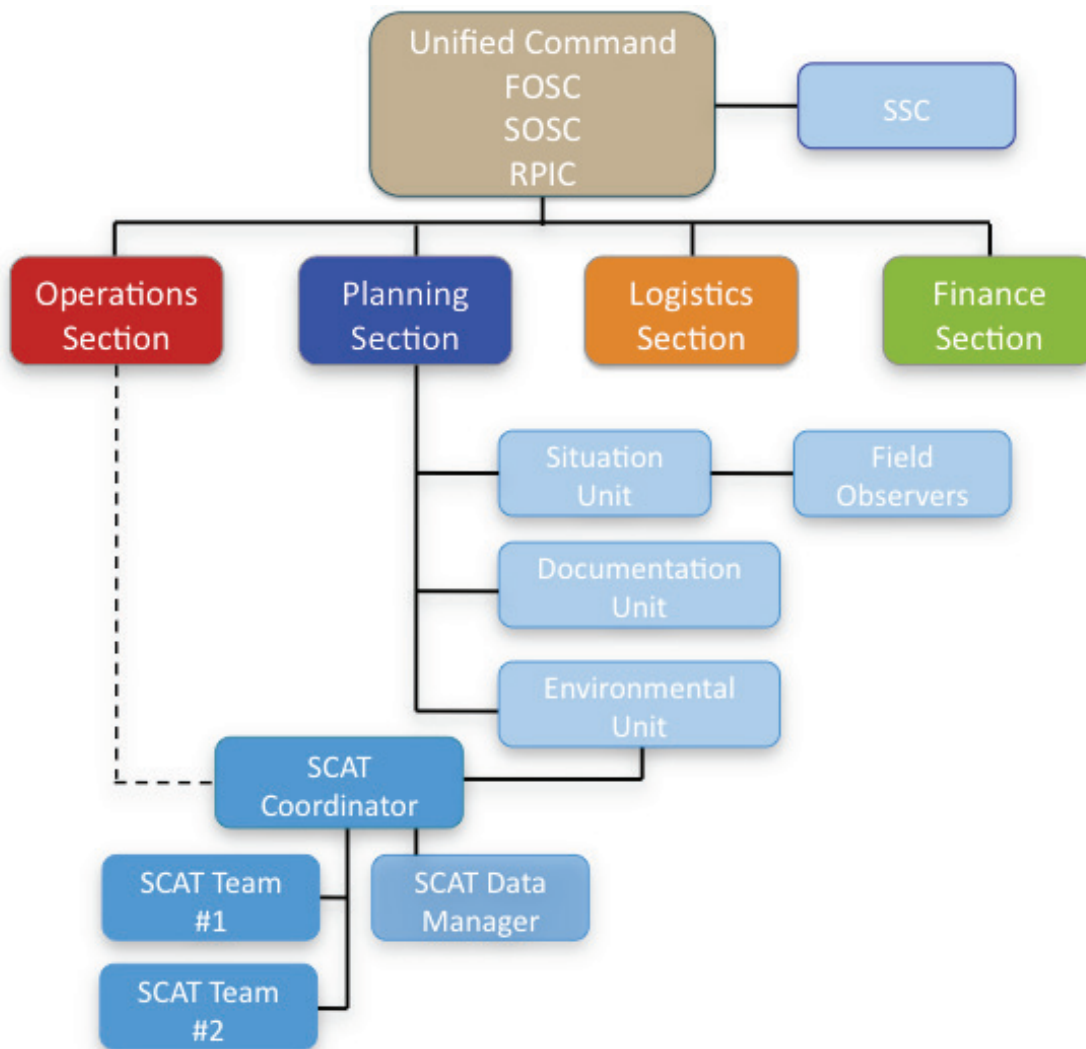 Unified Command
FOSC
SOSC
RPIC
SSC
Operations
Section
Planning
Section
Logistics
Section
Finance
Section
Situation
Unit
Field
Observers
Documentation
Unit
Environmental
Unit
SCAT
Coordinator
SCAT Team
#1
SCAT Data
Manager
SCAT Team
#2